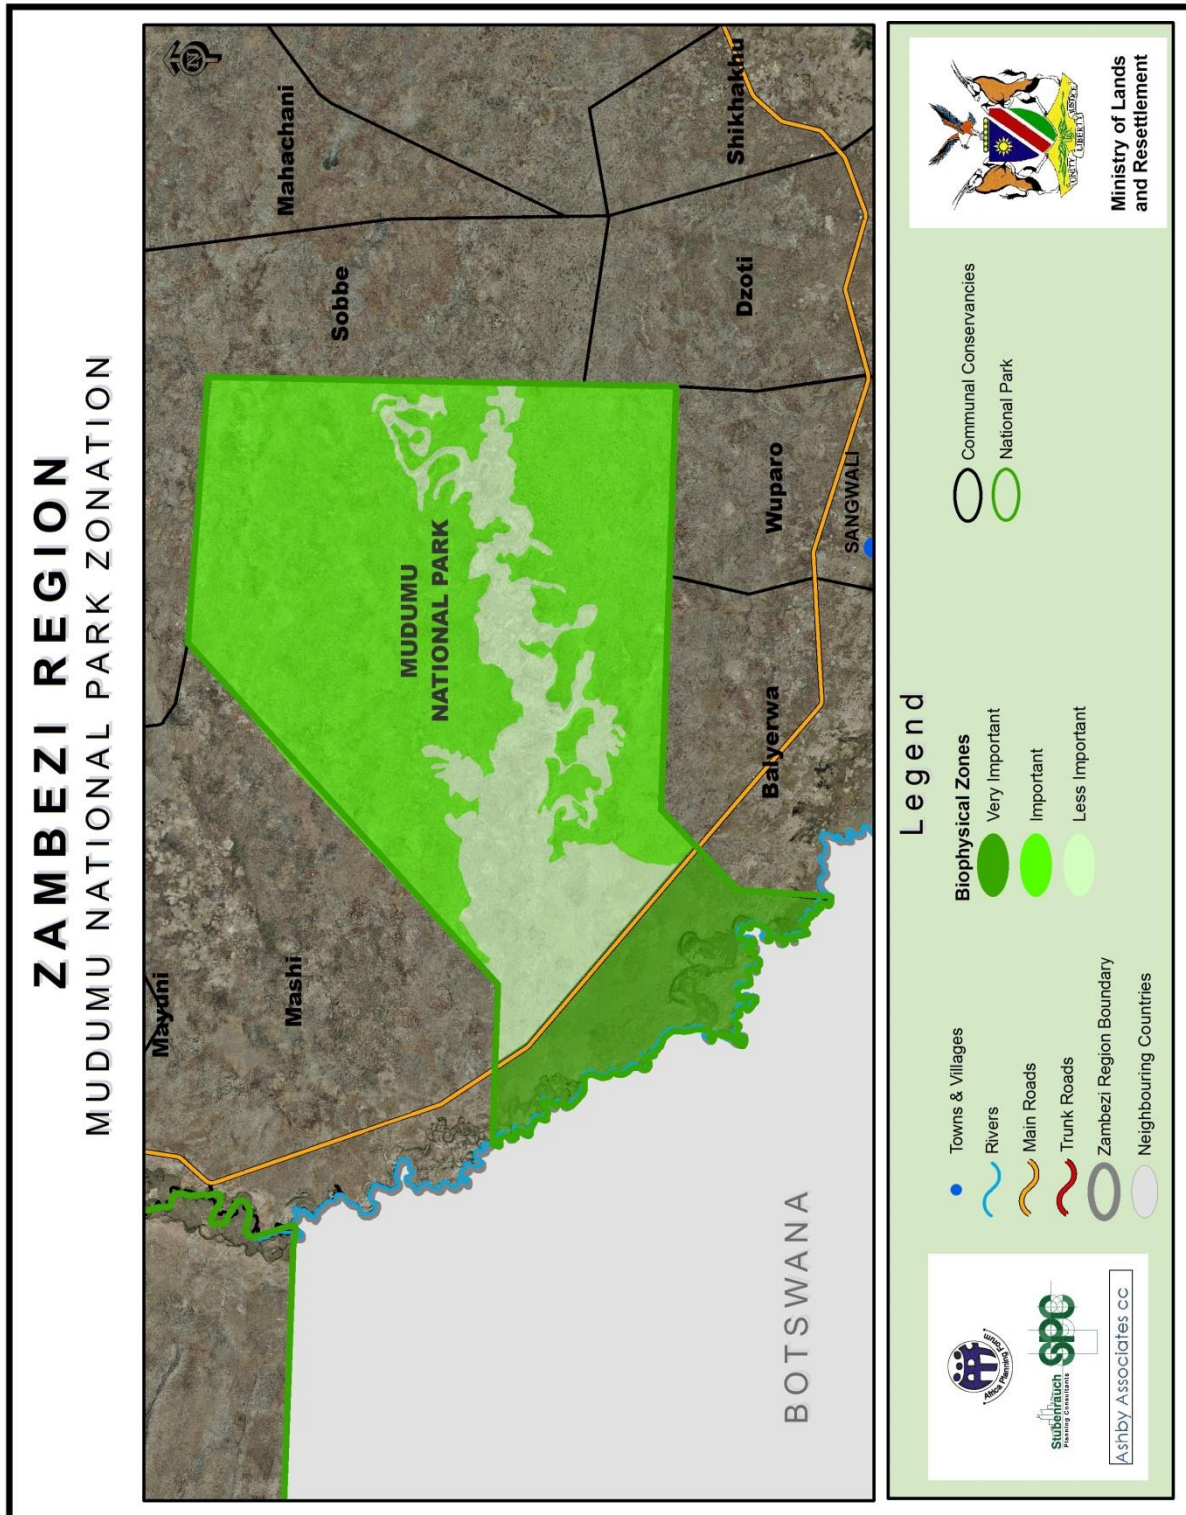 ZAMBEZI REGION
MUDUMU NATIONAL PARK ZONATION
N
Mayuni
Mashi
Mahachani
Sobbe
Shikhakhu
Dzoti
MUDUMU
NATIONAL PARK
Wuparo
SANGWALI
Balyerwa
BOTSWANA
Legend
Africa Planning Forum
Stubenrauch
Planning Consultants
spc
Ashby Associates cc
Towns & Villages
Rivers
Main Roads
Trunk Roads
Zambezi Region Boundary
Neighbouring Countries
Biophysical Zones
Very Important
Important
Less Important
Communal Conservancies
National Park
UNITY LIBERTY JUSTICE
Ministry of Lands
and Resettlement